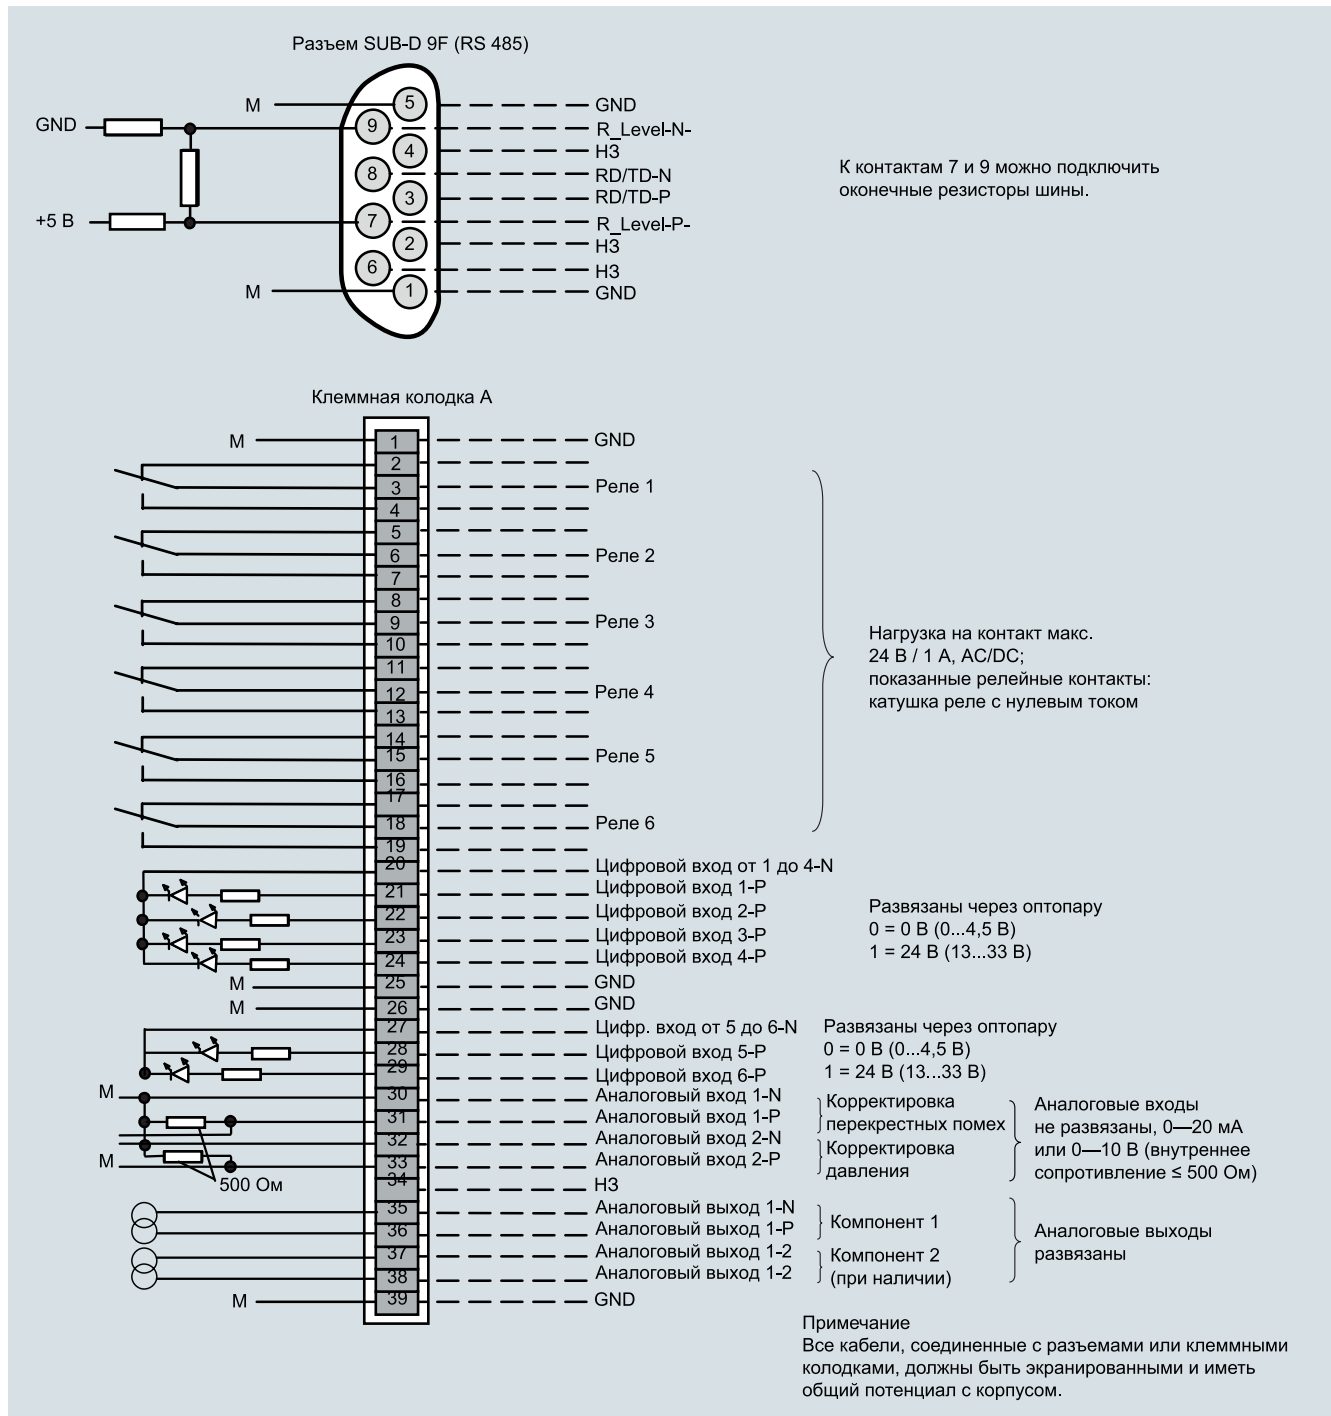 Разъем SUB-D 9F (RS 485)
M 5 GND
GND 9 R_Level-N-
4 НЗ
8 RD/TD-N
3 RD/TD-P
+5 В 7 R_Level-P-
2 НЗ
6 НЗ
M 1 GND
К контактам 7 и 9 можно подключить
оконечные резисторы шины.
Клеммная колодка А
M 1 GND
2
3 Реле 1
4
5
6 Реле 2
7
8
9 Реле 3
10
11
12 Реле 4
13
14
15 Реле 5
16
17
18 Реле 6
19
Нагрузка на контакт макс.
24 В / 1 А, AC/DC;
показанные релейные контакты:
катушка реле с нулевым током
20 Цифровой вход от 1 до 4-N
21 Цифровой вход 1-P
22 Цифровой вход 2-P
23 Цифровой вход 3-P
24 Цифровой вход 4-P
Развязаны через оптопару
0 = 0 В (0...4,5 В)
1 = 24 В (13...33 В)
M 25 GND
M 26 GND
27 Цифр. вход от 5 до 6-N
28 Цифровой вход 5-P
29 Цифровой вход 6-P
Развязаны через оптопару
0 = 0 В (0...4,5 В)
1 = 24 В (13...33 В)
M 30 Аналоговый вход 1-N
31 Аналоговый вход 1-P
32 Аналоговый вход 2-N
M 33 Аналоговый вход 2-P
500 Ом
Корректировка
перекрестных помех
Корректировка
давления
Аналоговые входы
не развязаны, 0—20 мА
или 0—10 В (внутреннее
сопротивление ≤ 500 Ом)
34 НЗ
35 Аналоговый выход 1-N
36 Аналоговый выход 1-P
37 Аналоговый выход 1-2
38 Аналоговый выход 1-2
Компонент 1
Компонент 2
(при наличии)
Аналоговые выходы
развязаны
M 39 GND
Примечание
Все кабели, соединенные с разъемами или клеммными
колодками, должны быть экранированными и иметь
общий потенциал с корпусом.